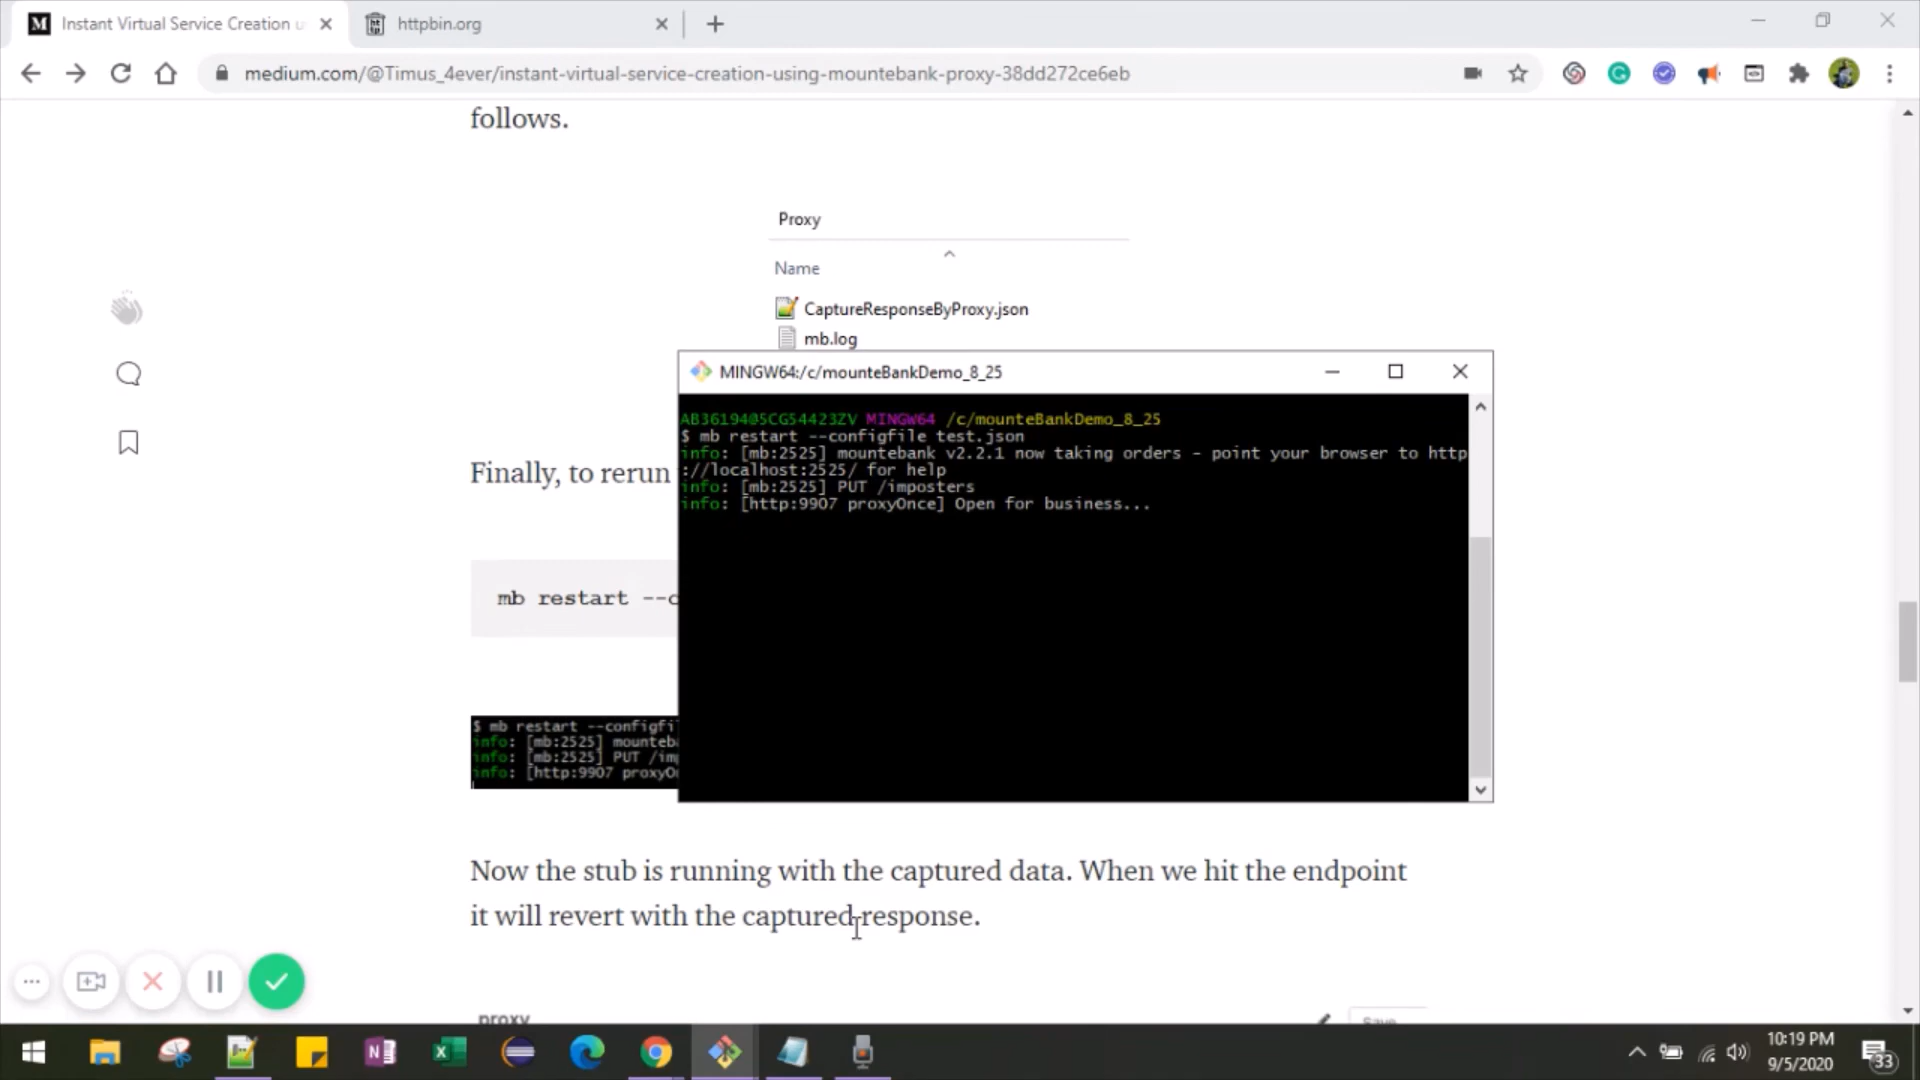 Instant Virtual Service Creation u
httpbin.org
medium.com/@Timus_4ever/instant-virtual-service-creation-using-mountebank-proxy-38dd272ce6eb
follows.
Proxy
Name
CaptureResponseByProxy.json
mb.log
MINGW64:/c/mounteBankDemo_8_25
AB36194@5CG54423ZV MINGW64 /c/mounteBankDemo_8_25
$ mb restart --configfile test.json
info: [mb:2525] mountebank v2.2.1 now taking orders - point your browser to http
://localhost:2525/ for help
info: [mb:2525] PUT /imposters
info: [http:9907 proxyOnce] Open for business...
Finally, to rerun
mb restart --c
$ mb restart --configfi
info: [mb:2525] mounteb
info: [mb:2525] PUT /im
info: [http:9907 proxyO
Now the stub is running with the captured data. When we hit the endpoint
it will revert with the captured response.
proxy
Save
10:19 PM
9/5/2020
33